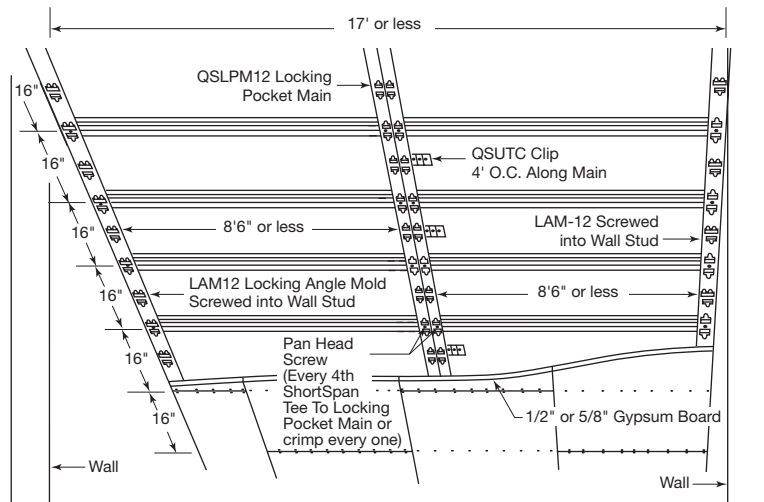 17' or less
QSLPM12 Locking
Pocket Main
16"
16"
QSUTC Clip
4' O.C. Along Main
16"
8'6" or less
LAM-12 Screwed
into Wall Stud
16"
LAM12 Locking Angle Mold
Screwed into Wall Stud
8'6" or less
16"
Pan Head
Screw
(Every 4th
ShortSpan
Tee To Locking
Pocket Main or
crimp every one)
16"
1/2" or 5/8" Gypsum Board
Wall
Wall